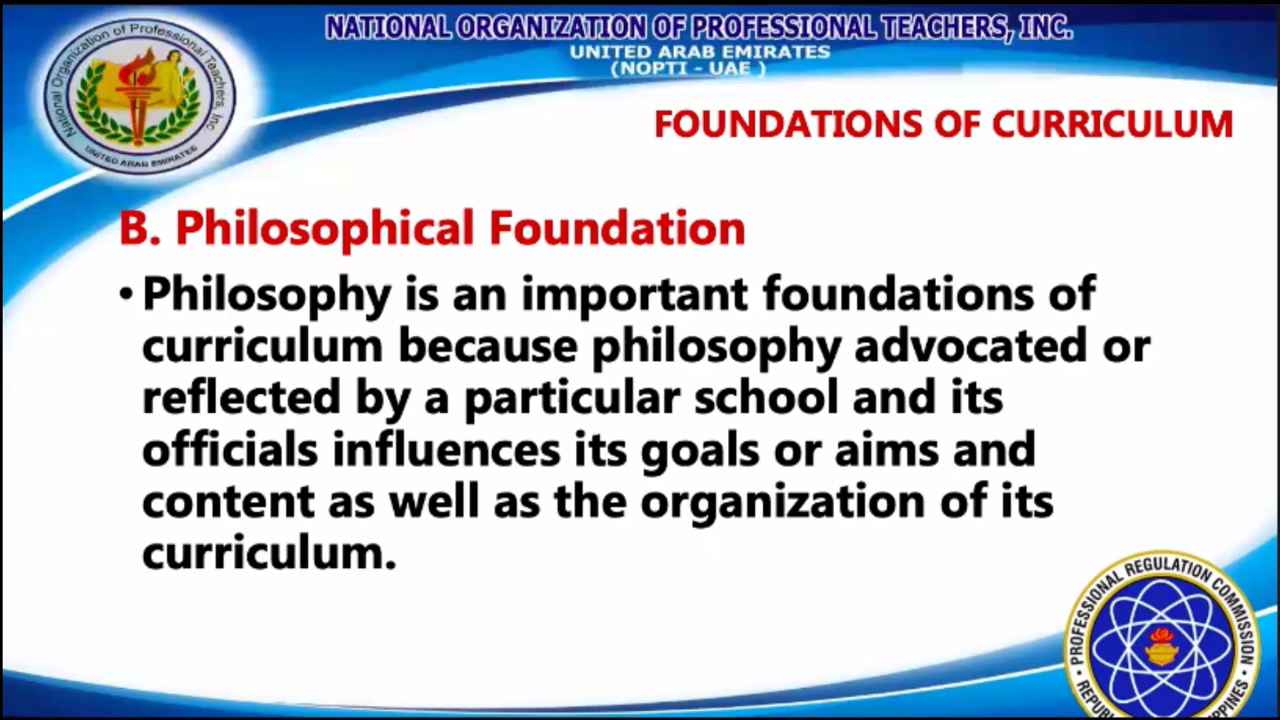 NATIONAL ORGANIZATION OF PROFESSIONAL TEACHERS, INC.
UNITED ARAB EMIRATES
(NOPTI - UAE )
National Organization of Professional Teachers, Inc
UNITED ARAB EMIRATES
FOUNDATIONS OF CURRICULUM
B. Philosophical Foundation
• Philosophy is an important foundations of
curriculum because philosophy advocated or
reflected by a particular school and its
officials influences its goals or aims and
content as well as the organization of its
curriculum.
PROFESSIONAL REGULATION COMMISSION